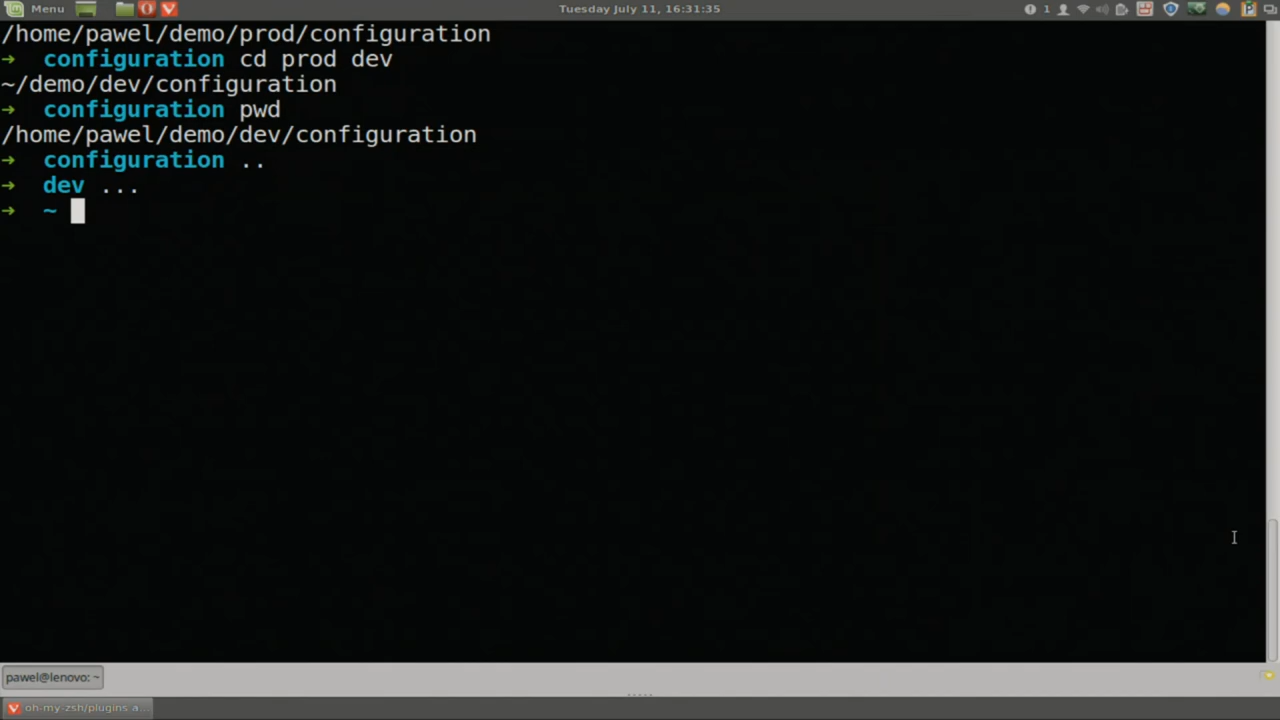 Menu
Tuesday July 11, 16:31:35
1
/home/pawel/demo/prod/configuration
➜ configuration cd prod dev
~/demo/dev/configuration
➜ configuration pwd
/home/pawel/demo/dev/configuration
➜ configuration ..
➜ dev ...
➜ ~
pawel@lenovo: ~
oh-my-zsh/plugins a...